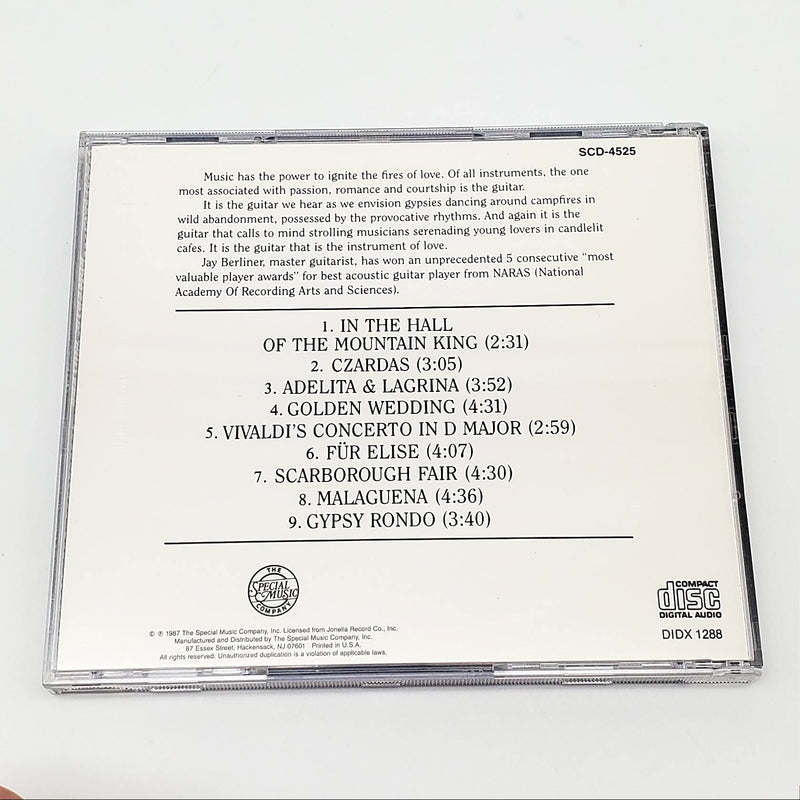 SCD-4525
Music has the power to ignite the fires of love. Of all instruments, the one
most associated with passion, romance and courtship is the guitar.
It is the guitar we hear as we envision gypsies dancing around campfires in
wild abandonment, possessed by the provocative rhythms. And again it is the
guitar that calls to mind strolling musicians serenading young lovers in candlelit
cafes. It is the guitar that is the instrument of love.
Jay Berliner, master guitarist, has won an unprecedented 5 consecutive "most
valuable player awards" for best acoustic guitar player from NARAS (National
Academy Of Recording Arts and Sciences).
1. IN THE HALL
OF THE MOUNTAIN KING (2:31)
2. CZARDAS (3:05)
3. ADELITA & LAGRINA (3:52)
4. GOLDEN WEDDING (4:31)
5. VIVALDI'S CONCERTO IN D MAJOR (2:59)
6. FÜR ELISE (4:07)
7. SCARBOROUGH FAIR (4:30)
8. MALAGUENA (4:36)
9. GYPSY RONDO (3:40)
THE
SPECIAL
MUSIC
COMPANY
© ℗ 1987 The Special Music Company, Inc. Licensed from Jonella Record Co., Inc.
Manufactured and Distributed by The Special Music Company, Inc.
87 Essex Street, Hackensack, NJ 07601 Printed in U.S.A.
All rights reserved. Unauthorized duplication is a violation of applicable laws.
COMPACT
disc
DIGITAL AUDIO
DIDX 1288